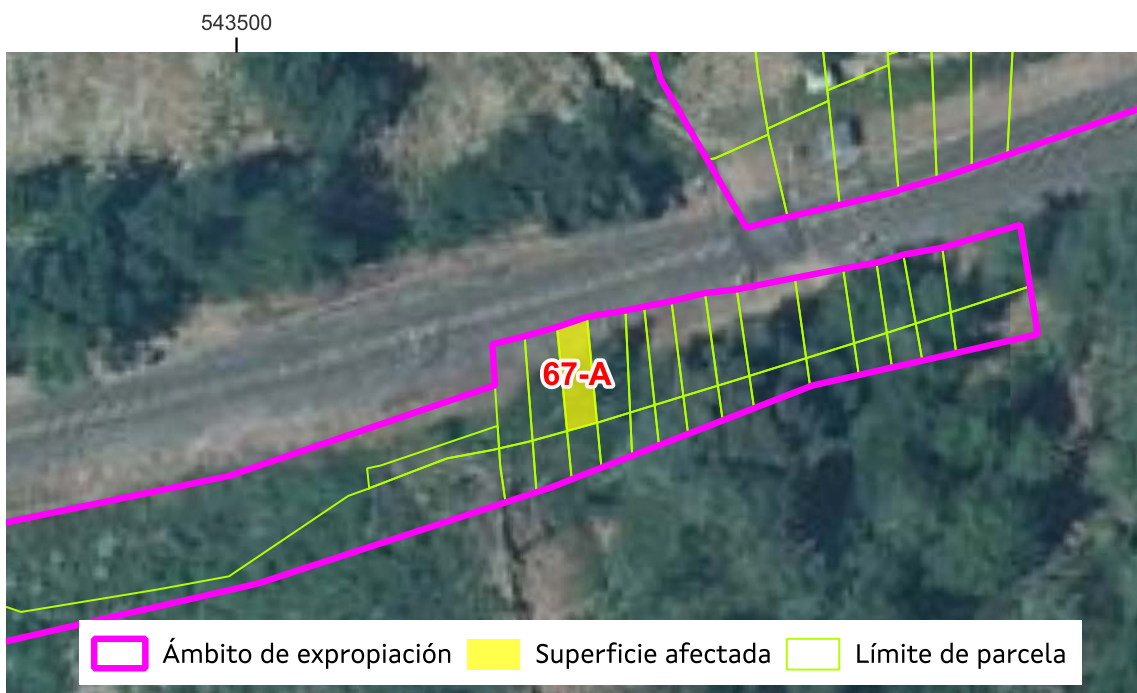 543500
67-A
Ámbito de expropiación Superficie afectada Límite de parcela